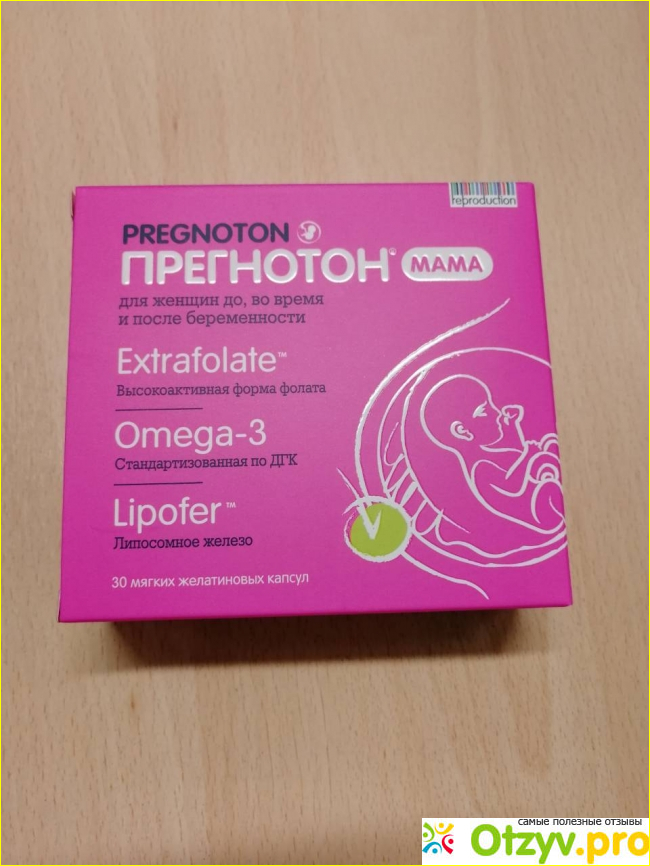 reproduction
PREGNOTON
ПРЕГНОТОН® МАМА
для женщин до, во время
и после беременности
Extrafolate™
Высокоактивная форма фолата
Omega-3
Стандартизованная по ДГК
Lipofer™
Липосомное железо
30 мягких желатиновых капсул
самые полезные отзывы
Otzyv.pro